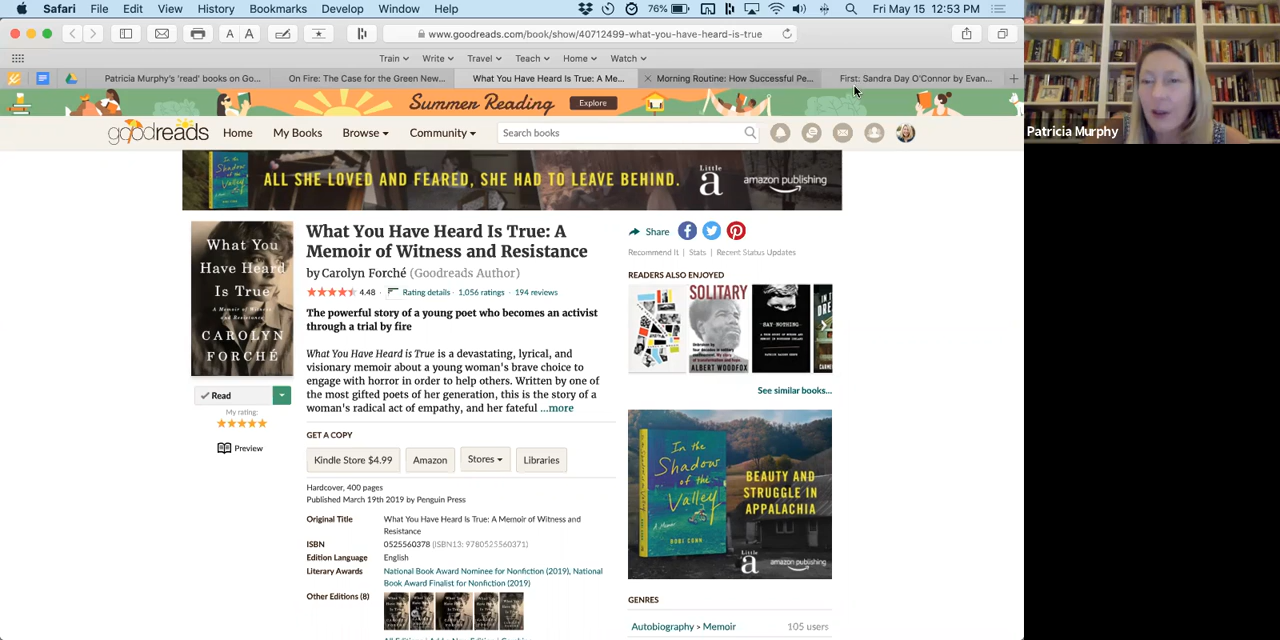 Safari File Edit View History Bookmarks Develop Window Help 76% Fri May 15 12:53 PM
A A www.goodreads.com/book/show/40712499-what-you-have-heard-is-true
Train Write Travel Teach Home Watch
Patricia Murphy's 'read' books on Go... On Fire: The Case for the Green New... What You Have Heard Is True: A Me... Morning Routine: How Successful Pe... First: Sandra Day O'Connor by Evan...
Summer Reading Explore
goodreads Home My Books Browse Community Search books
Patricia Murphy
ALL SHE LOVED AND FEARED, SHE HAD TO LEAVE BEHIND. Little a amazon publishing
What You
Have Heard
Is True
A Memoir of Witness
and Resistance
CAROLYN
FORCHÉ
Read
My rating:
Preview
What You Have Heard Is True: A
Memoir of Witness and Resistance
by Carolyn Forché (Goodreads Author)
4.48 · Rating details · 1,056 ratings · 194 reviews
The powerful story of a young poet who becomes an activist
through a trial by fire
What You Have Heard is True is a devastating, lyrical, and
visionary memoir about a young woman's brave choice to
engage with horror in order to help others. Written by one of
the most gifted poets of her generation, this is the story of a
woman's radical act of empathy, and her fateful ...more
GET A COPY
Kindle Store $4.99 Amazon Stores Libraries
Hardcover, 400 pages
Published March 19th 2019 by Penguin Press
Original Title What You Have Heard Is True: A Memoir of Witness and
Resistance
ISBN 0525560378 (ISBN13: 9780525560371)
Edition Language English
Literary Awards National Book Award Nominee for Nonfiction (2019), National
Book Award Finalist for Nonfiction (2019)
Other Editions (8)
Share
Recommend It | Stats | Recent Status Updates
READERS ALSO ENJOYED
SOLITARY
ALBERT WOODFOX
SAY NOTHING
See similar books...
In the
Shadow
of the
Valley
A Memoir
BOBI CONN
BEAUTY AND
STRUGGLE IN
APPALACHIA
Little a amazon publishing
GENRES
Autobiography > Memoir 105 users